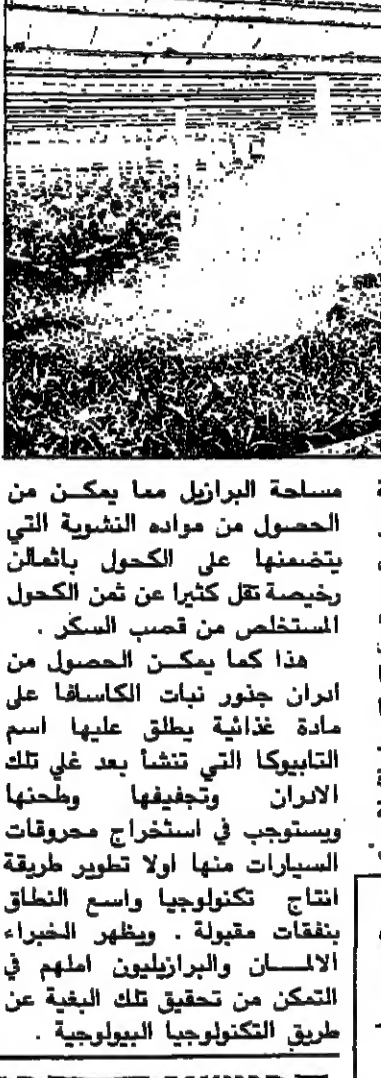 مساحة البرازيل مما يمكن من
الحصول من مواده النشوية التي
يتضمنها على الكحول باثمان
رخيصة تقل كثيرا عن ثمن الكحول
المستخلص من قصب السكر .
هذا كما يمكن الحصول من
ادران جذور نبات الكاسافا على
مادة غذائية يطلق عليها اسم
التابيوكا التي تنشأ بعد غلي تلك
الادران وتجفيفها وطحنها
ويستوجب في استخراج محروقات
السيارات منها اولا تطوير طريقة
انتاج تكنولوجيا واسع النطاق
بنفقات مقبولة . ويظهر الخبراء
الالمان والبرازيليون املهم في
التمكن من تحقيق تلك البغية عن
طريق التكنولوجيا البيولوجية .